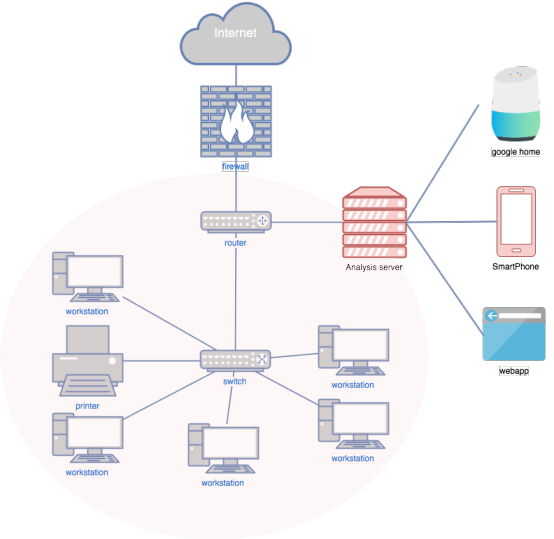 Internet
firewall
google home
router
Analysis server
SmartPhone
workstation
webapp
switch
workstation
printer
workstation
workstation
workstation